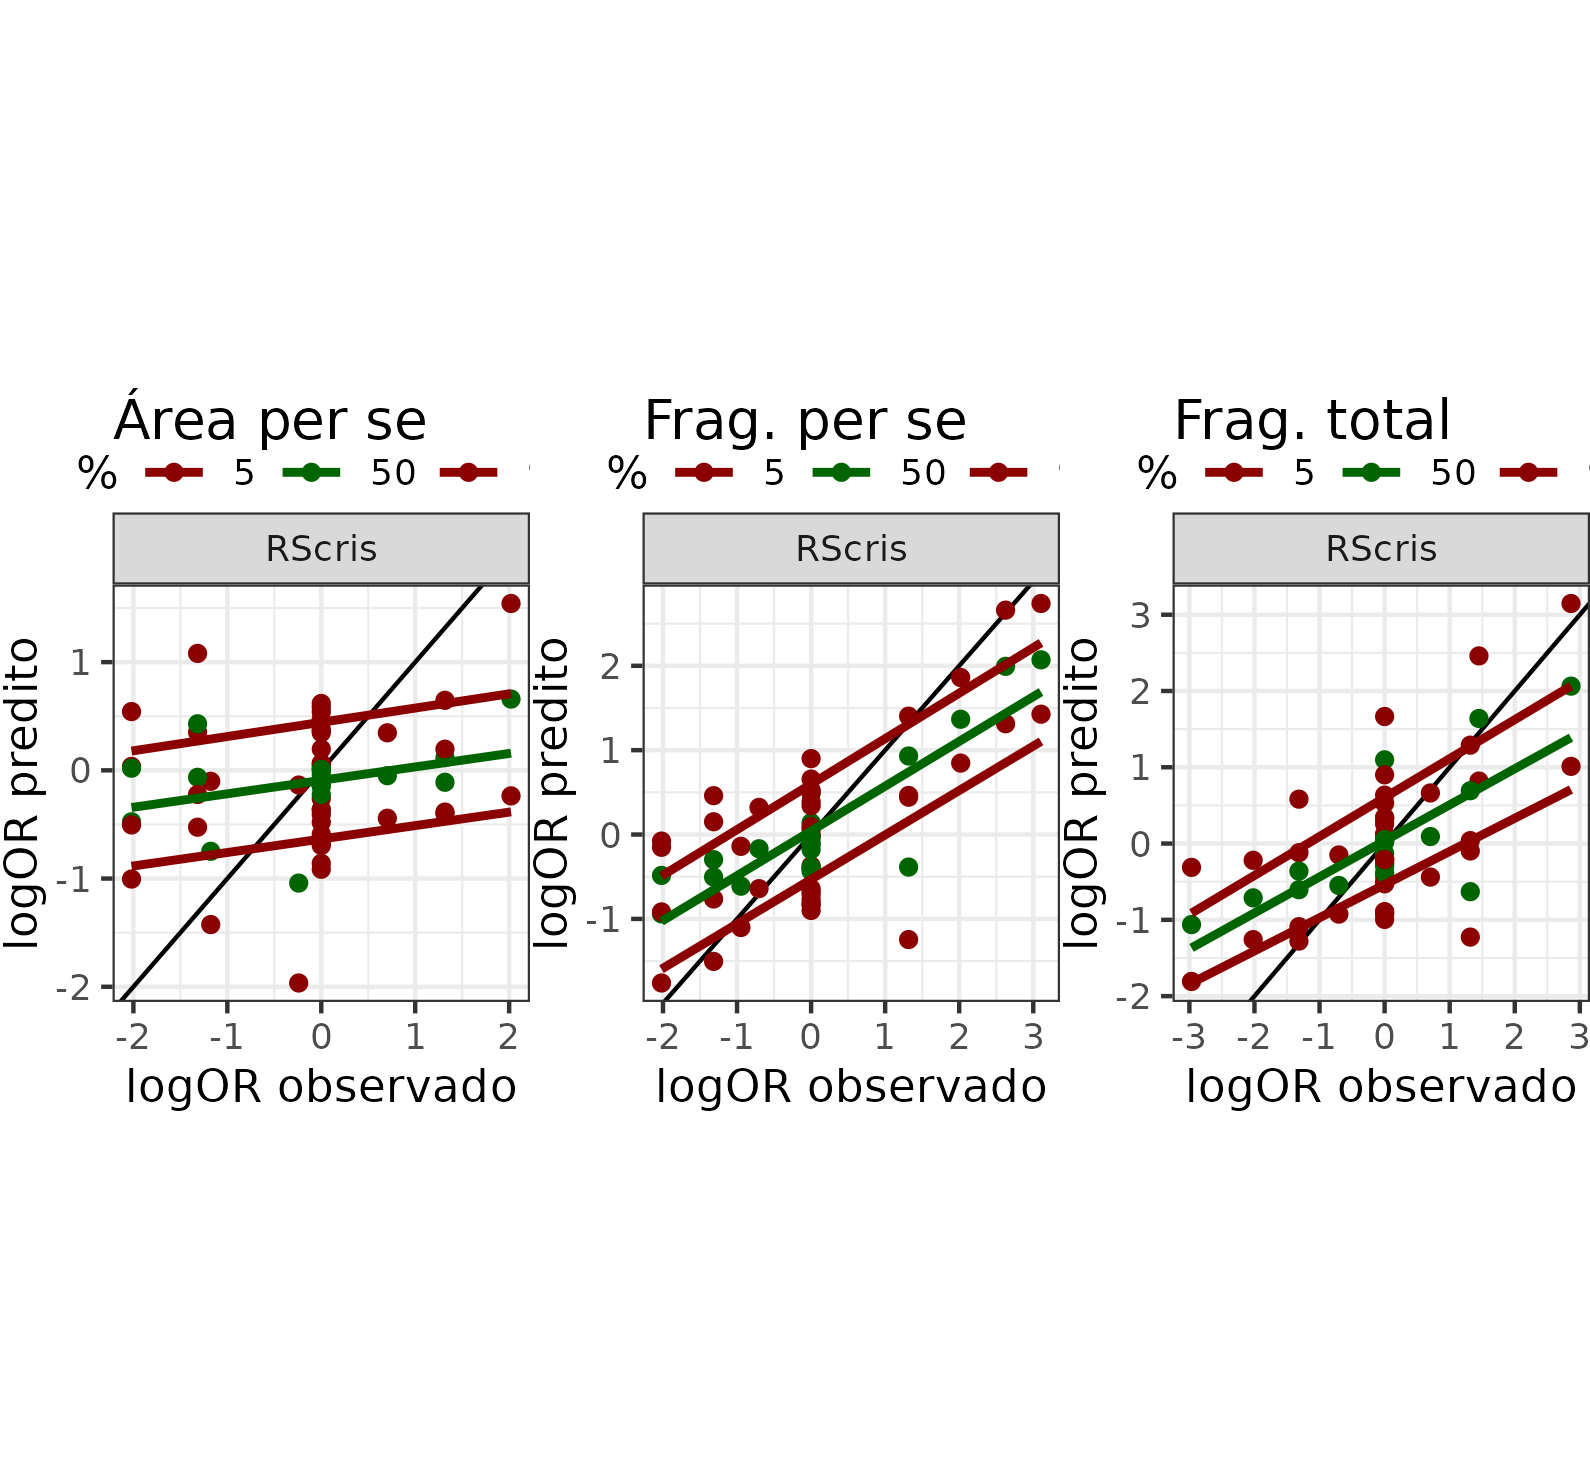 Área per se
% 5 50
RScris
logOR predito
1
0
-1
-2
-2 -1 0 1 2
logOR observado
Frag. per se
% 5 50
RScris
logOR predito
2
1
0
-1
-2 -1 0 1 2 3
logOR observado
Frag. total
% 5 50
RScris
logOR predito
3
2
1
0
-1
-2
-3 -2 -1 0 1 2 3
logOR observado